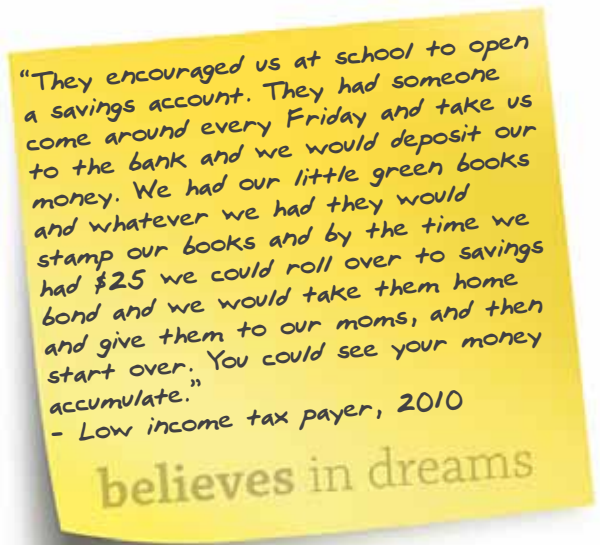 “They encouraged us at school to open
a savings account. They had someone
come around every Friday and take us
to the bank and we would deposit our
money. We had our little green books
and whatever we had they would
stamp our books and by the time we
had $25 we could roll over to savings
bond and we would take them home
and give them to our moms, and then
start over. You could see your money
accumulate.”
- Low income tax payer, 2010
believes in dreams